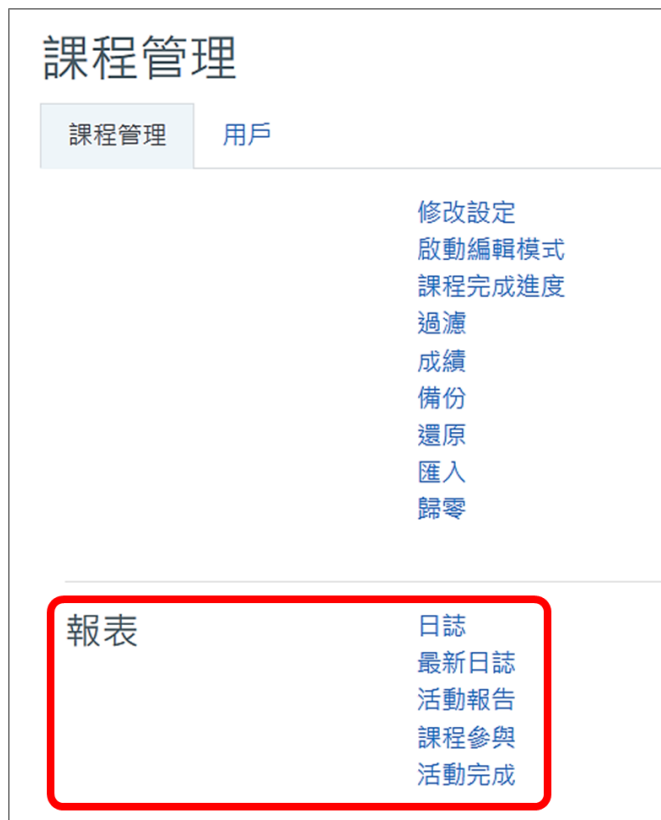 課程管理
課程管理 用戶
修改設定
啟動編輯模式
課程完成進度
過濾
成績
備份
還原
匯入
歸零
報表
日誌
最新日誌
活動報告
課程參與
活動完成